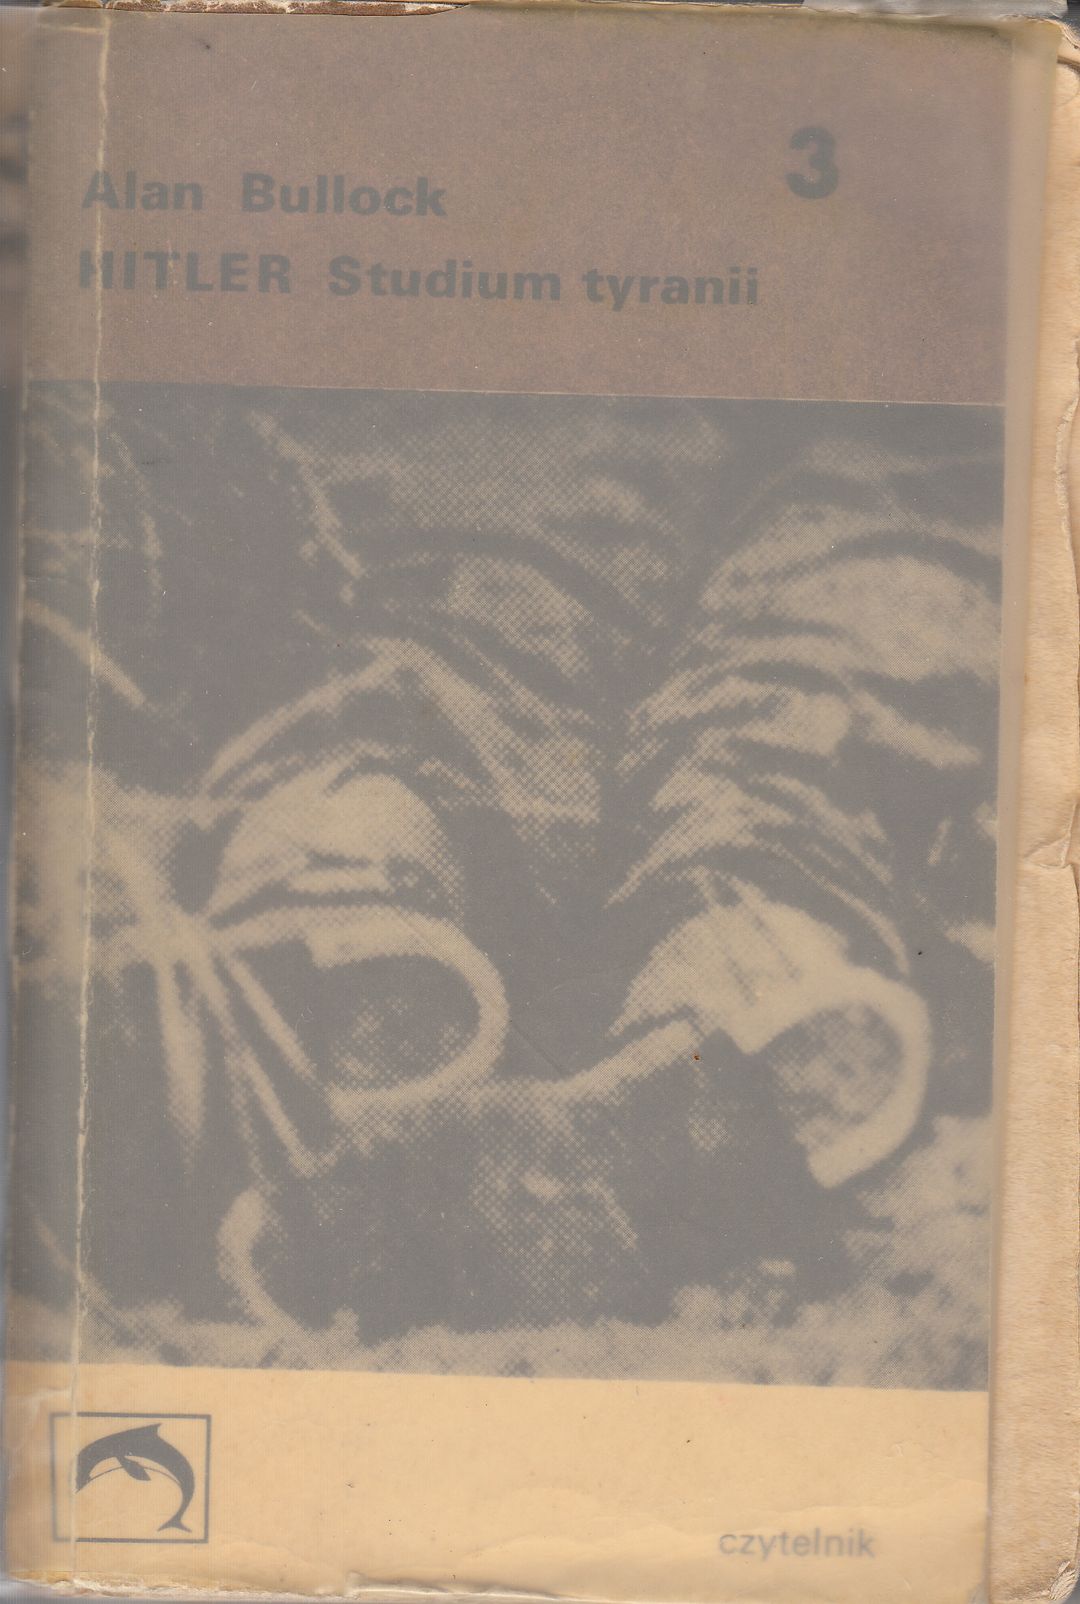 3
Alan Bullock
HITLER Studium tyranii
czytelnik